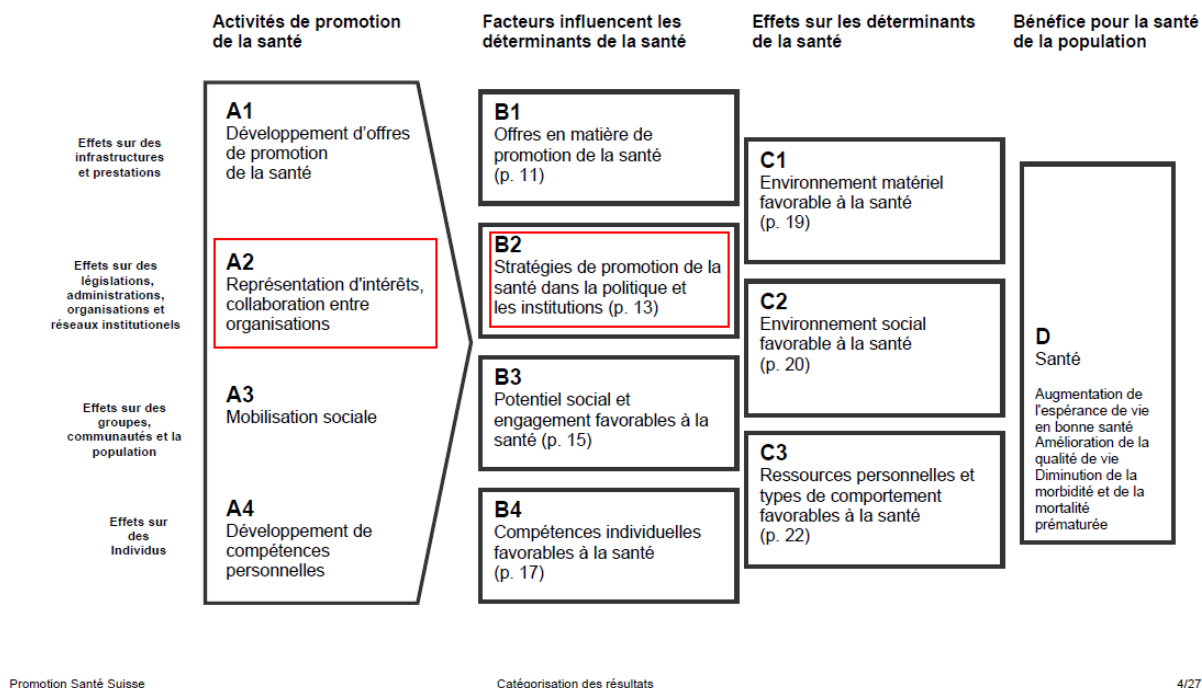 Activités de promotion
de la santé
Facteurs influencent les
déterminants de la santé
Effets sur les déterminants
de la santé
Bénéfice pour la santé
de la population
Effets sur des
infrastructures
et prestations
A1
Développement d'offres
de promotion
de la santé
B1
Offres en matière de
promotion de la santé
(p. 11)
C1
Environnement matériel
favorable à la santé
(p. 19)
Effets sur des
législations,
administrations,
organisations et
réseaux institutionels
A2
Représentation d'intérêts,
collaboration entre
organisations
B2
Stratégies de promotion de la
santé dans la politique et
les institutions (p. 13)
C2
Environnement social
favorable à la santé
(p. 20)
D
Santé
Augmentation de
l'espérance de vie
en bonne santé
Amélioration de la
qualité de vie
Diminution de la
morbidité et de la
mortalité
prématurée
Effets sur des
groupes,
communautés et la
population
A3
Mobilisation sociale
B3
Potentiel social et
engagement favorables à la
santé (p. 15)
C3
Ressources personnelles et
types de comportement
favorables à la santé
(p. 22)
Effets sur
des
Individus
A4
Développement de
compétences
personnelles
B4
Compétences individuelles
favorables à la santé
(p. 17)
Promotion Santé Suisse
Catégorisation des résultats
4/27